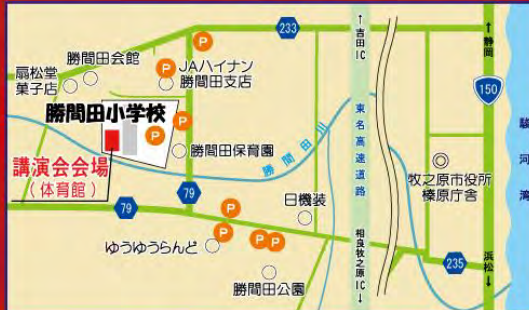 P
233
↑吉田IC
↑静岡
扇松堂
菓子店
勝間田会館
JAハイナン
勝間田支店
P
150
勝間田小学校
P
P
東名高速道路
駿河湾
講演会会場
(体育館)
勝間田保育園
勝間田川
牧之原市役所
榛原庁舎
79
79
日機装
P
P
P
P
ゆうゆうらんど
相良牧之原IC↓
235
浜松↓
勝間田公園